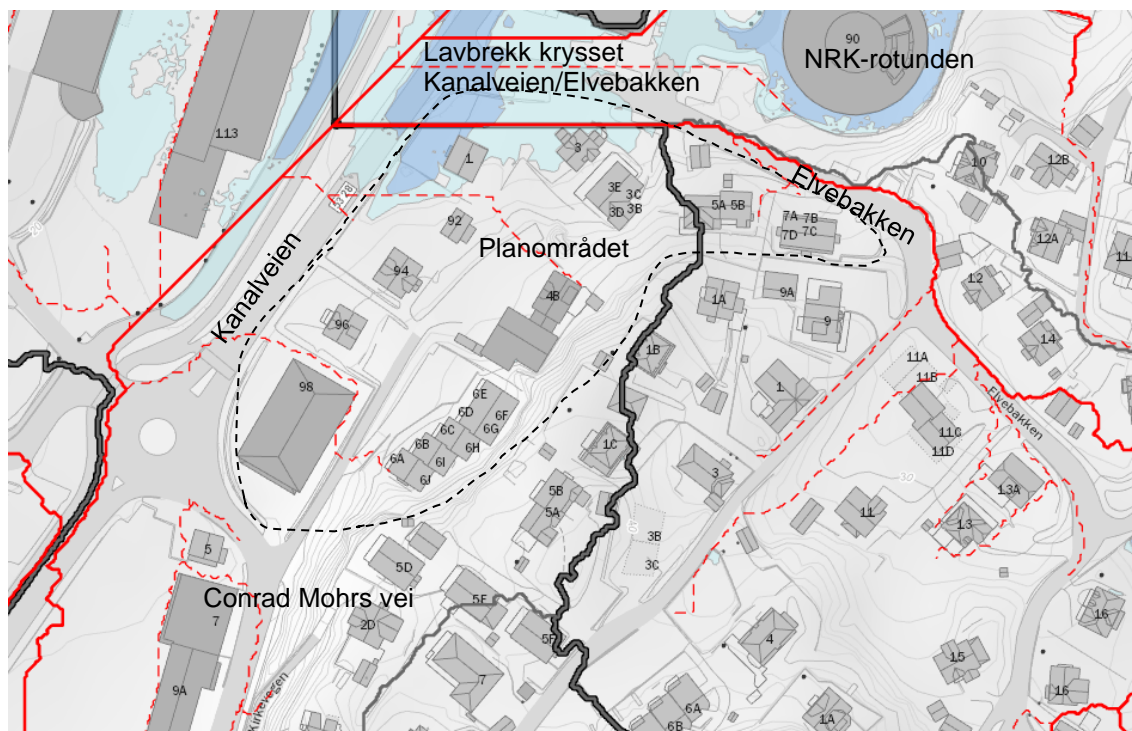 Lavbrekk krysset
Kanalveien/Elvebakken
NRK-rotunden
90
113
1
3
3E
3C
3D
3B
5A
5B
7A
7B
7D
7C
Elvebakken
10
12B
12A
11
53 28
92
Planområdet
94
Kanalveien
96
4B
1A
9A
9
12
14
1B
98
6E
6D
6F
6C
6G
6B
6H
6A
6I
6J
1
11A
11B
11C
11D
Elvebakken
1C
3
30
13A
5B
5A
11
13
3B
3C
5
5D
5E
Conrad Mohrs vei
7
2D
5F
4
16
15
7
9A
Kirkevegen
6A
6B
1A
16
20